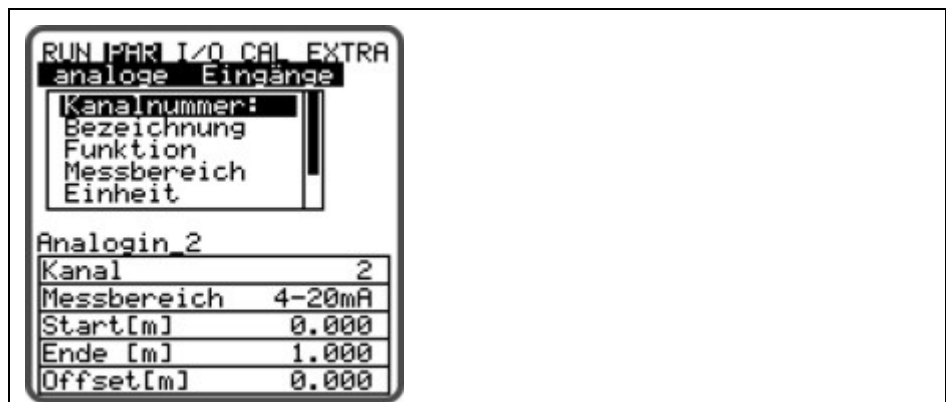 RUN PAR I/O CAL EXTRA
analoge Eingänge
Kanalnummer:
Bezeichnung
Funktion
Messbereich
Einheit
Analogin_2
Kanal 2
Messbereich 4-20mA
Start[m] 0.000
Ende [m] 1.000
Offset[m] 0.000